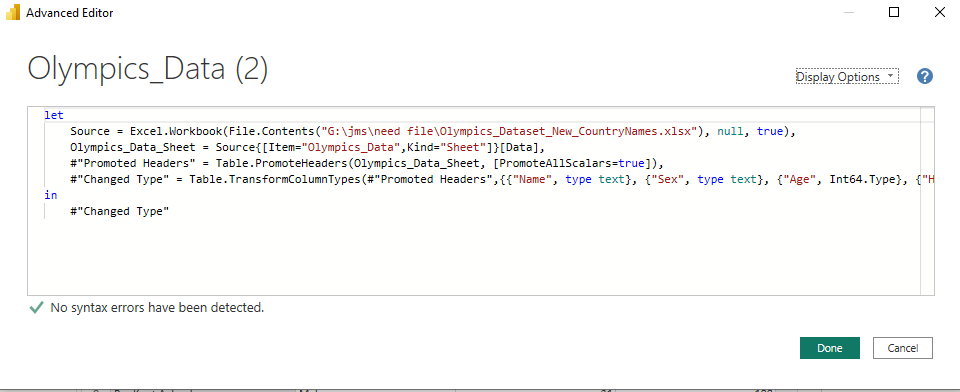 Advanced Editor
Olympics_Data (2)
Display Options
?
let
Source = Excel.Workbook(File.Contents("G:\jms\need file\Olympics_Dataset_New_CountryNames.xlsx"), null, true),
Olympics_Data_Sheet = Source{[Item="Olympics_Data",Kind="Sheet"]}[Data],
#"Promoted Headers" = Table.PromoteHeaders(Olympics_Data_Sheet, [PromoteAllScalars=true]),
#"Changed Type" = Table.TransformColumnTypes(#"Promoted Headers",{{"Name", type text}, {"Sex", type text}, {"Age", Int64.Type}, {"H
in
#"Changed Type"
No syntax errors have been detected.
Done Cancel